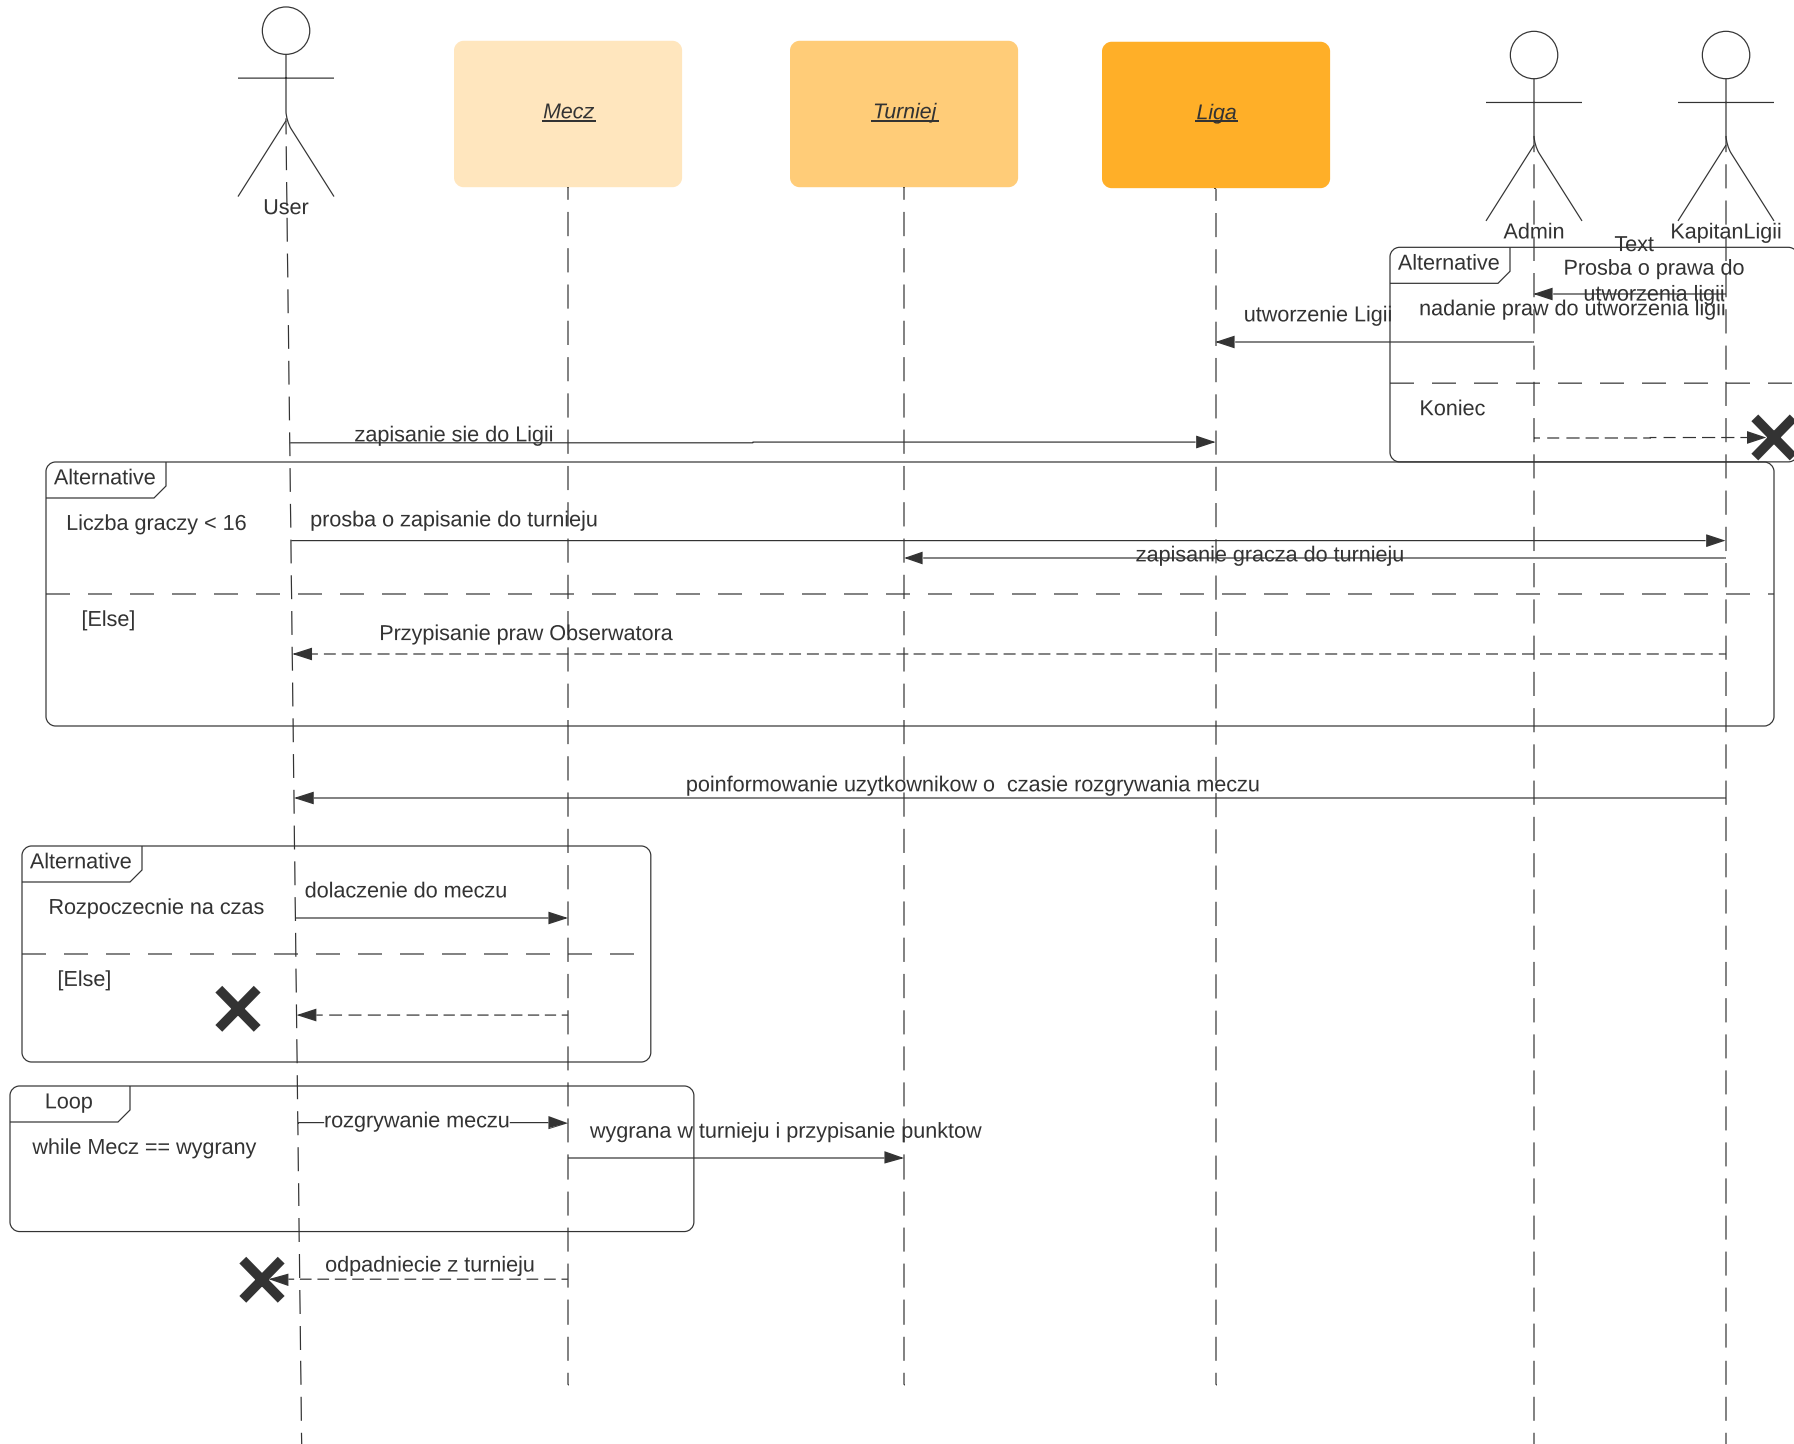 Mecz
Turniej
Liga
User
Admin
KapitanLigii
Text
Alternative
Prosba o prawa do
utworzenia ligii
nadanie praw do utworzenia ligii
utworzenie Ligii
Koniec
zapisanie sie do Ligii
Alternative
Liczba graczy < 16
prosba o zapisanie do turnieju
zapisanie gracza do turnieju
[Else]
Przypisanie praw Obserwatora
poinformowanie uzytkownikow o  czasie rozgrywania meczu
Alternative
dolaczenie do meczu
Rozpoczecnie na czas
[Else]
Loop
rozgrywanie meczu
wygrana w turnieju i przypisanie punktow
while Mecz == wygrany
odpadniecie z turnieju